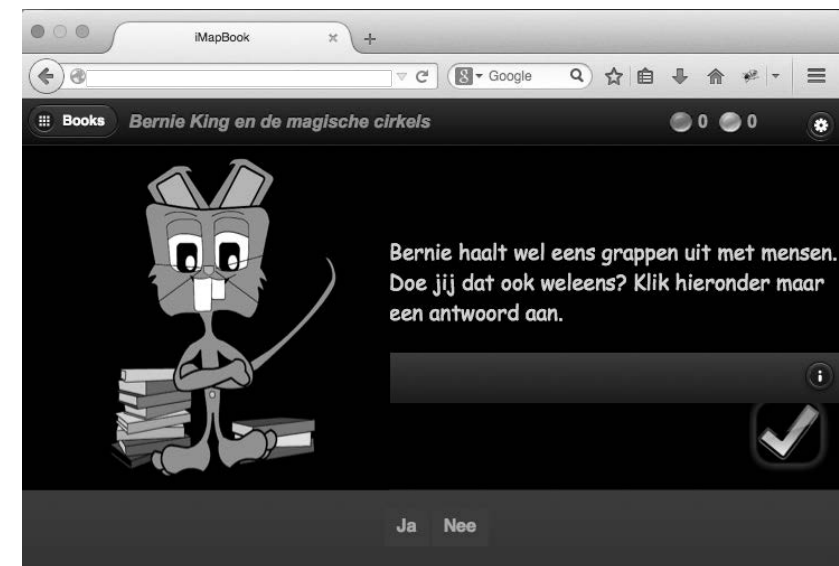 iMapBook
Google
Books Bernie King en de magische cirkels 0 0
Bernie haalt wel eens grappen uit met mensen.
Doe jij dat ook weleens? Klik hieronder maar
een antwoord aan.
Ja Nee